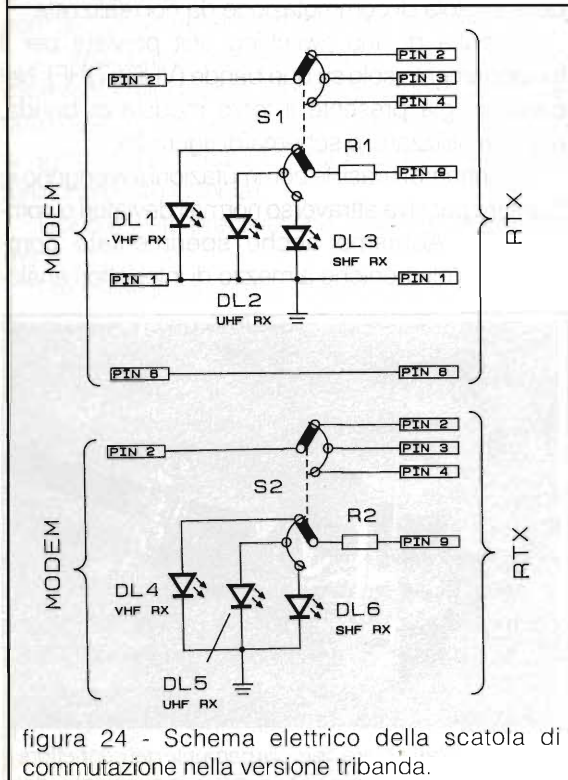 PIN 2
PIN 2
PIN 3
PIN 4
S1
R1
PIN 9
MODEM
RTX
DL1
VHF RX
DL3
SHF RX
PIN 1
PIN 1
DL2
UHF RX
PIN 8
PIN 8
PIN 2
PIN 2
PIN 3
PIN 4
S2
R2
PIN 9
MODEM
RTX
DL4
VHF RX
DL6
SHF RX
DL5
UHF RX
figura 24 - Schema elettrico della scatola di
commutazione nella versione tribanda.